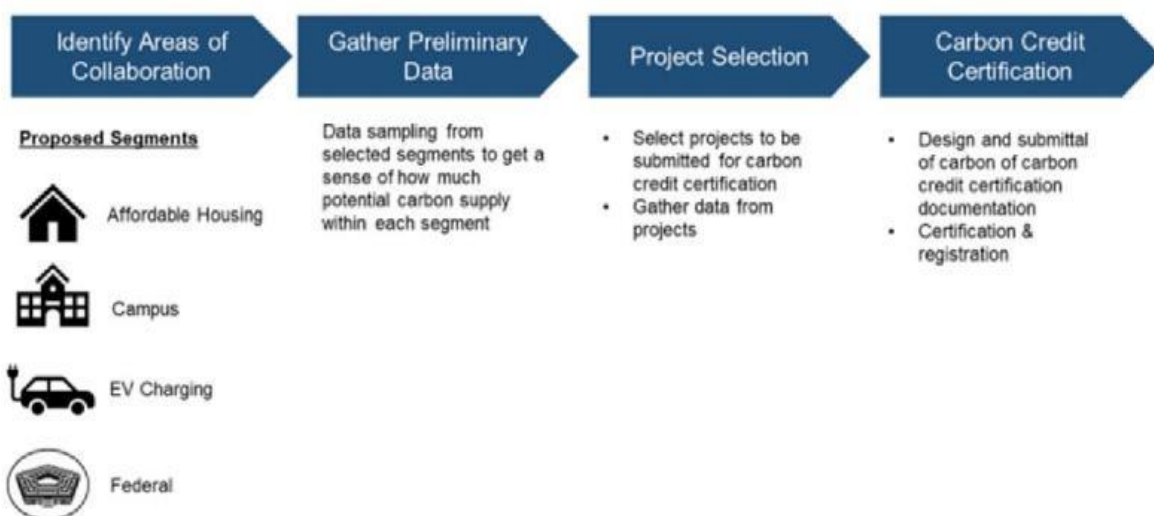 Identify Areas of
Collaboration
Gather Preliminary
Data
Project Selection
Carbon Credit
Certification
Proposed Segments
Affordable Housing
Campus
EV Charging
Federal
Data sampling from
selected segments to get a
sense of how much
potential carbon supply
within each segment
• Select projects to be
submitted for carbon
credit certification
• Gather data from
projects
• Design and submittal
of carbon of carbon
credit certification
documentation
• Certification &
registration